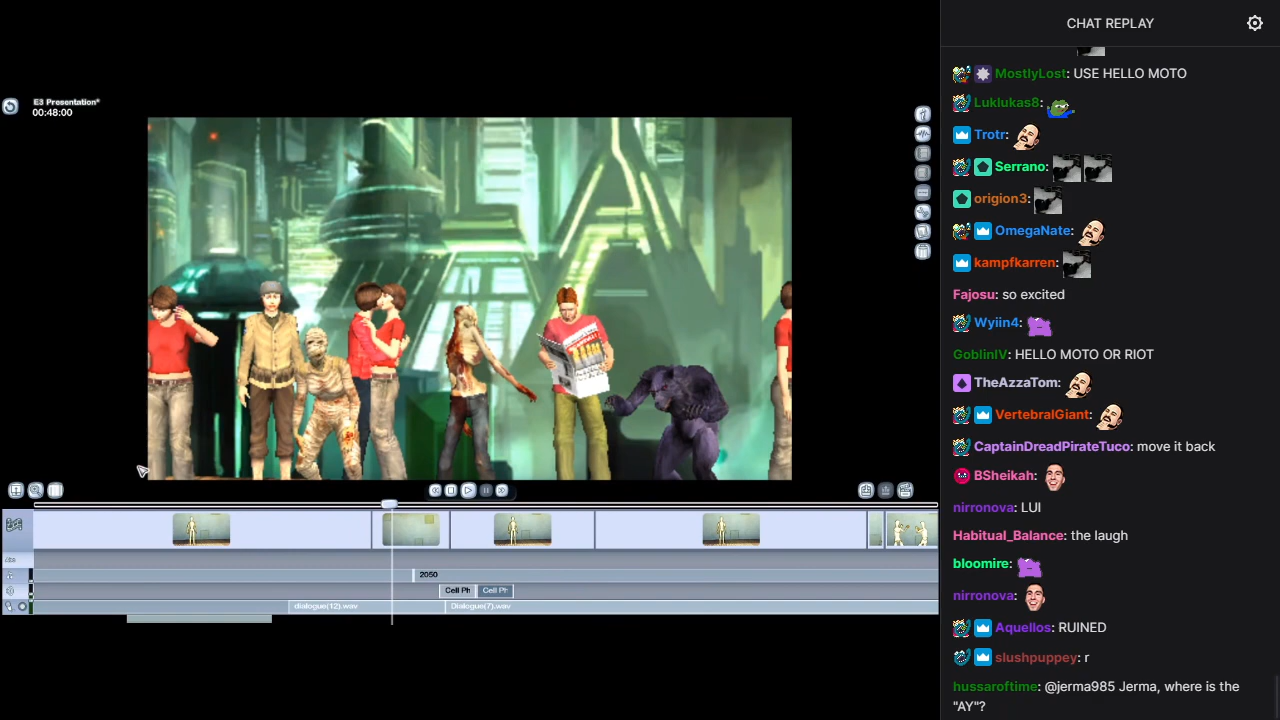 E3 Presentation*
00:48:00
2050
Cell Ph
Cell Ph
dialogue(12).wav
Dialogue(7).wav
CHAT REPLAY
MostlyLost: USE HELLO MOTO
Luklukas8:
Trotr:
Serrano:
origion3:
OmegaNate:
kampfkarren:
Fajosu: so excited
Wyiin4:
GoblinIV: HELLO MOTO OR RIOT
TheAzzaTom:
VertebralGiant:
CaptainDreadPirateTuco: move it back
BSheikah:
nirronova: LUI
Habitual_Balance: the laugh
bloomire:
nirronova:
Aquellos: RUINED
slushpuppey: r
hussaroftime: @jerma985 Jerma, where is the
"AY"?